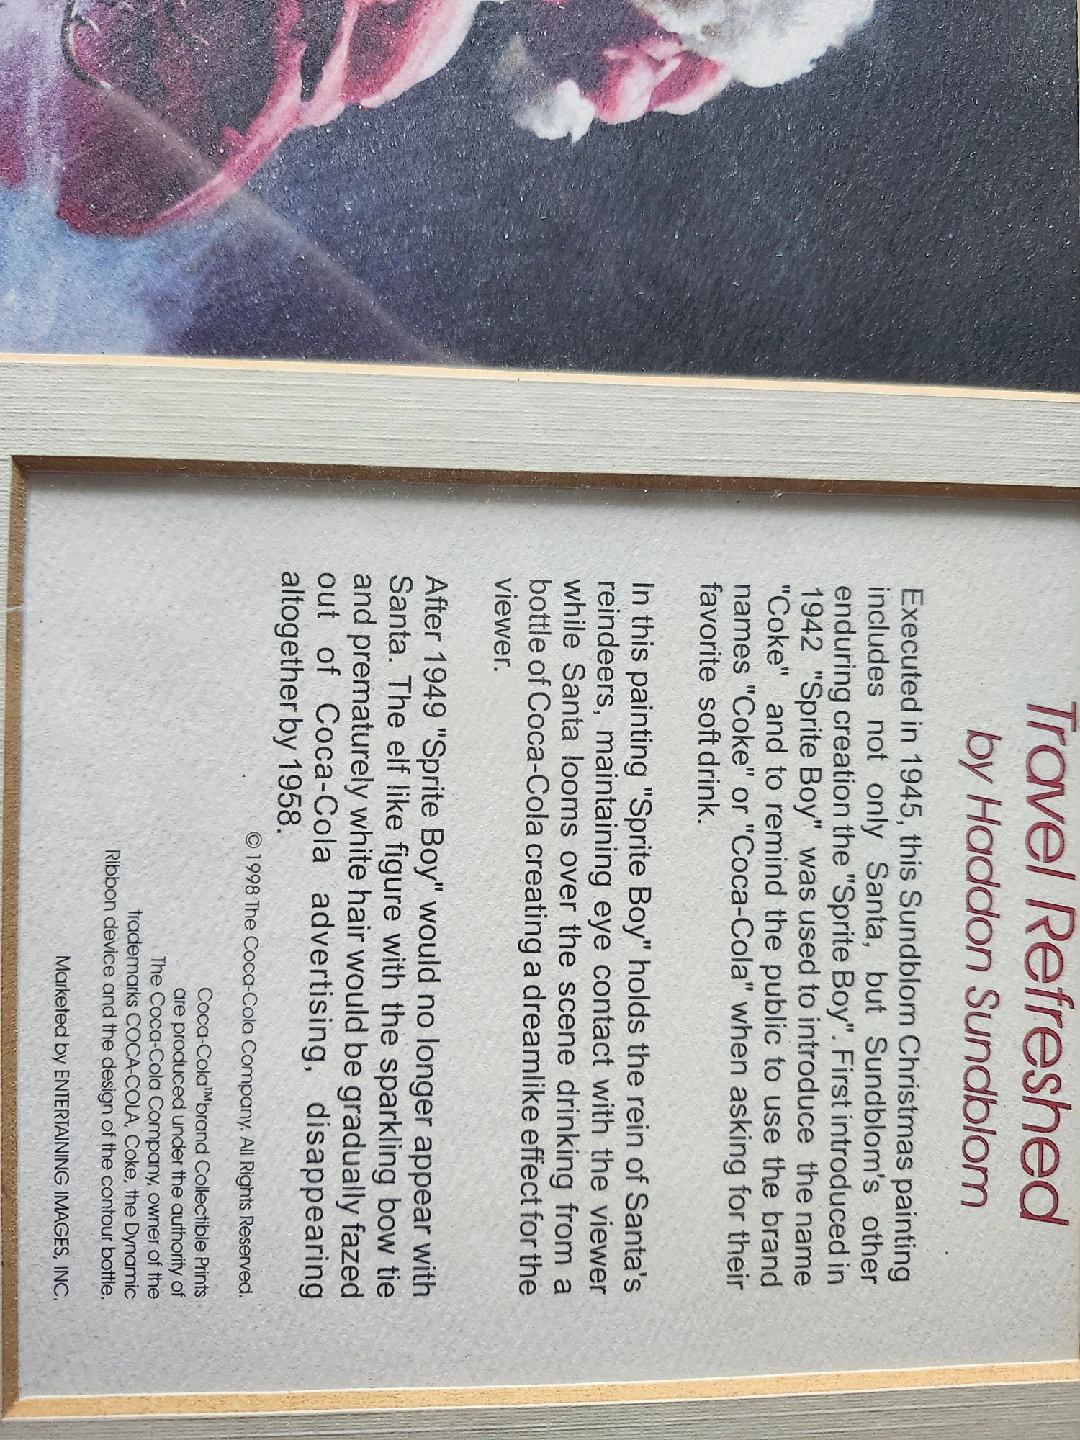 Travel Refreshed
by Haddon Sundblom
Executed in 1945, this Sundblom Christmas painting
includes not only Santa, but Sundblom's other
enduring creation the "Sprite Boy". First introduced in
1942 "Sprite Boy" was used to introduce the name
"Coke" and to remind the public to use the brand
names "Coke" or "Coca-Cola" when asking for their
favorite soft drink.
In this painting "Sprite Boy" holds the rein of Santa's
reindeers, maintaining eye contact with the viewer
while Santa looms over the scene drinking from a
bottle of Coca-Cola creating a dreamlike effect for the
viewer.
After 1949 "Sprite Boy" would no longer appear with
Santa. The elf like figure with the sparkling bow tie
and prematurely white hair would be gradually fazed
out of Coca-Cola advertising, disappearing
altogether by 1958.
© 1998 The Coca-Cola Company. All Rights Reserved.
Coca-Cola™brand Collectible Prints
are produced under the authority of
The Coca-Cola Company, owner of the
trademarks COCA-COLA, Coke, the Dynamic
Ribbon device and the design of the contour bottle.
Marketed by ENTERTAINING IMAGES, INC.